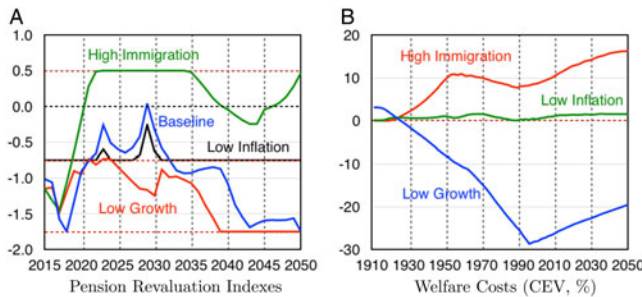 A
1.0
0.5
0.0
-0.5
-1.0
-1.5
-2.0
High Immigration
Baseline
Low Inflation
Low Growth
2015 2020 2025 2030 2035 2040 2045 2050
Pension Revaluation Indexes
B
20
10
0
-10
-20
-30
High Immigration
Low Inflation
Low Growth
1910 1930 1950 1970 1990 2010 2030 2050
Welfare Costs (CEV, %)